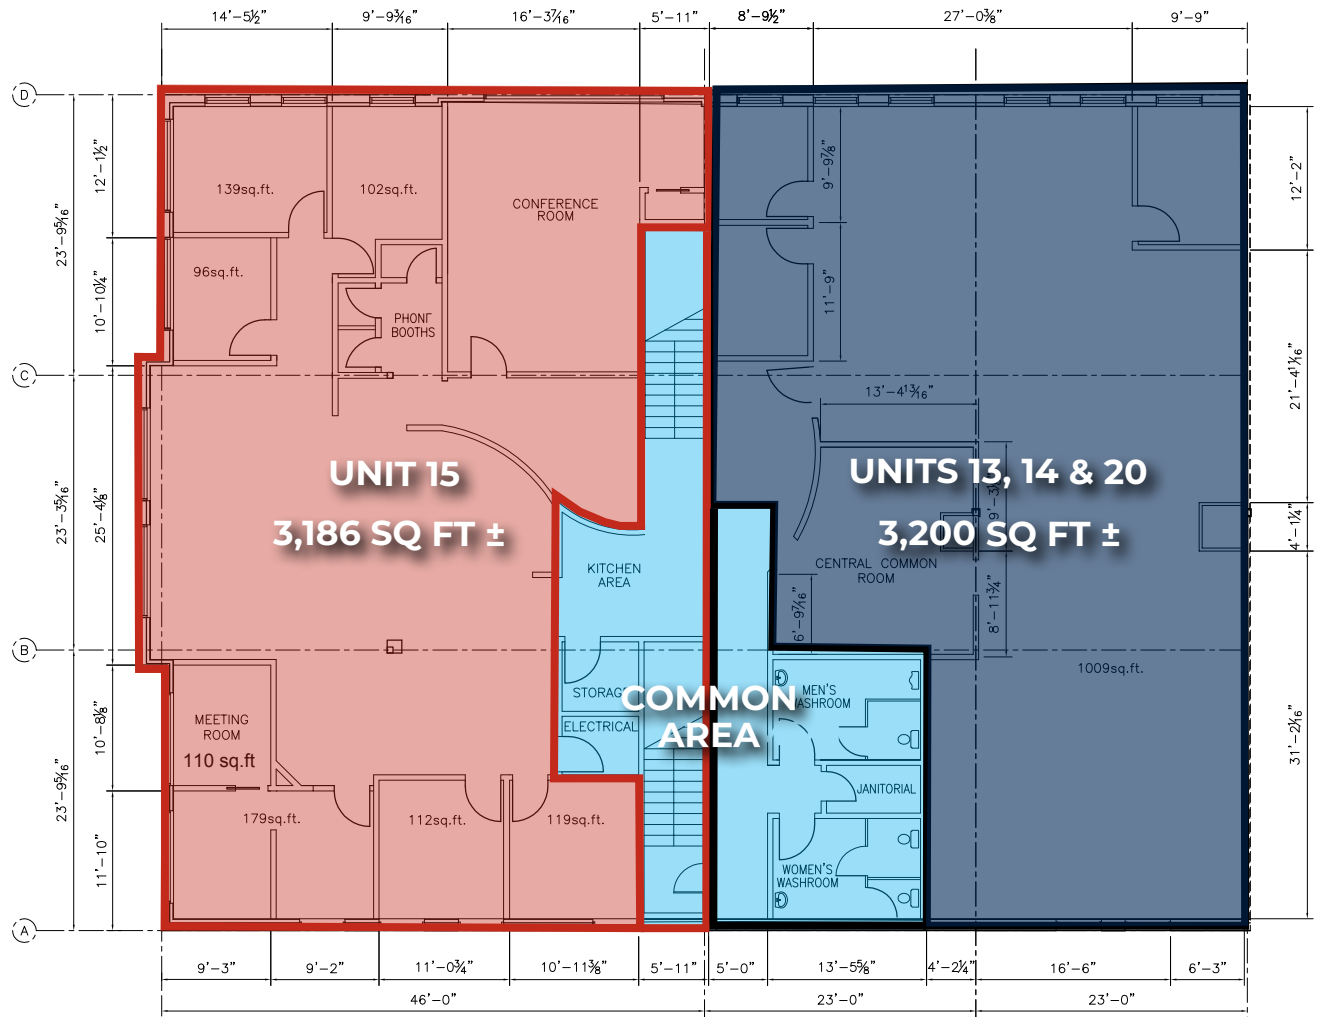 14'-5½" 9'-9³⁄₁₆" 16'-3⁷⁄₁₆" 5'-11" 8'-9½" 27'-0⅜" 9'-9"
D
12'-1½"
139sq.ft.
102sq.ft.
CONFERENCE
ROOM
9'-9⅞"
12'-2"
23'-9⁵⁄₁₆"
96sq.ft.
10'-10¼"
PHONE
BOOTHS
11'-9"
C
21'-4¹¹⁄₁₆"
13'-4¹³⁄₁₆"
UNIT 15
3,186 SQ FT ±
UNITS 13, 14 & 20
3,200 SQ FT ±
23'-3⁵⁄₁₆"
25'-4⅛"
4'-1¼"
KITCHEN
AREA
CENTRAL COMMON
ROOM
6'-9⁷⁄₁₆"
8'-11¾"
B
1009sq.ft.
STORAGE
ELECTRICAL
COMMON
AREA
MEN'S
WASHROOM
MEETING
ROOM
110 sq.ft
10'-8⅛"
31'-2¹⁄₁₆"
JANITORIAL
23'-9⁵⁄₁₆"
179sq.ft.
112sq.ft.
119sq.ft.
11'-10"
WOMEN'S
WASHROOM
A
9'-3" 9'-2" 11'-0¾" 10'-11⅜" 5'-11" 5'-0" 13'-5⅝" 4'-2¼" 16'-6" 6'-3"
46'-0" 23'-0" 23'-0"